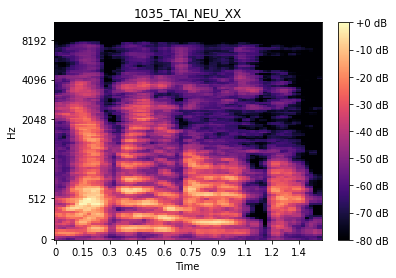 1035_TAI_NEU_XX
8192
4096
2048
1024
512
0
Hz
0 0.15 0.3 0.45 0.6 0.75 0.9 1.1 1.2 1.4
Time
+0 dB
-10 dB
-20 dB
-30 dB
-40 dB
-50 dB
-60 dB
-70 dB
-80 dB